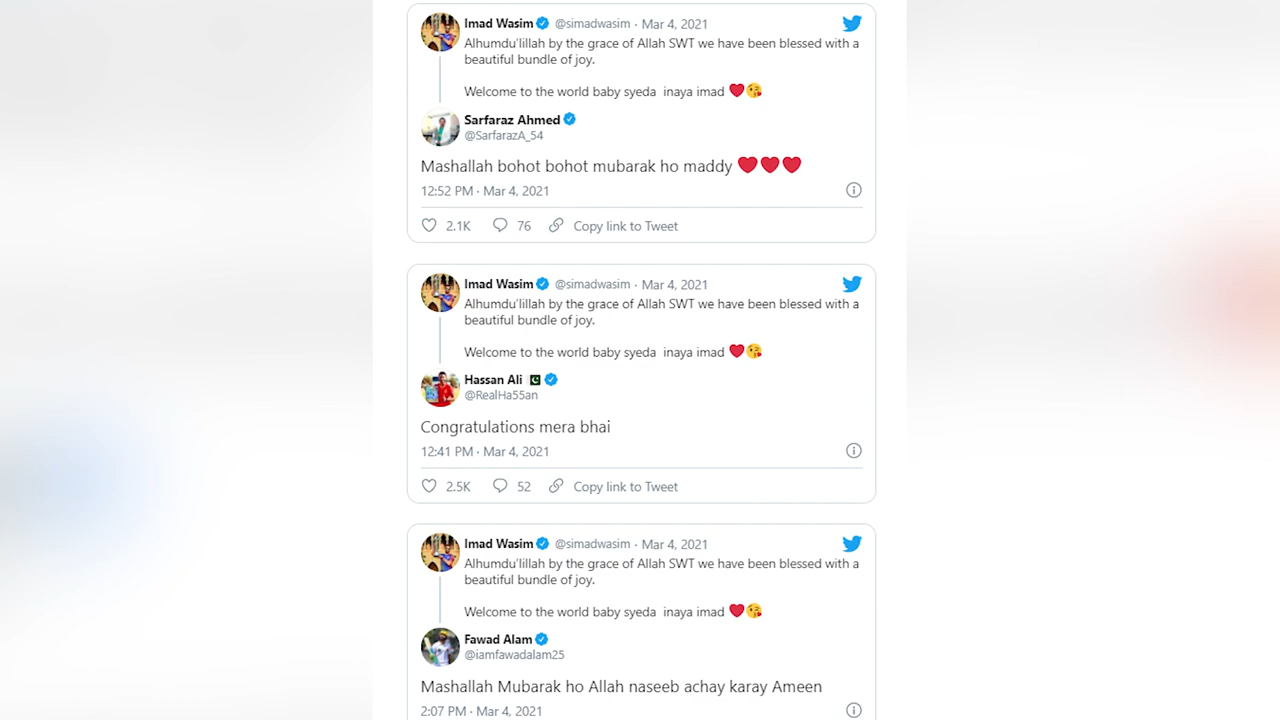 Imad Wasim @simadwasim · Mar 4, 2021
Alhumdu'lillah by the grace of Allah SWT we have been blessed with a
beautiful bundle of joy.
Welcome to the world baby syeda inaya imad ❤️😘
Sarfaraz Ahmed
@SarfarazA_54
Mashallah bohot bohot mubarak ho maddy ❤️❤️❤️
12:52 PM · Mar 4, 2021
2.1K 76 Copy link to Tweet
Imad Wasim @simadwasim · Mar 4, 2021
Alhumdu'lillah by the grace of Allah SWT we have been blessed with a
beautiful bundle of joy.
Welcome to the world baby syeda inaya imad ❤️😘
Hassan Ali 🇵🇰
@RealHa55an
Congratulations mera bhai
12:41 PM · Mar 4, 2021
2.5K 52 Copy link to Tweet
Imad Wasim @simadwasim · Mar 4, 2021
Alhumdu'lillah by the grace of Allah SWT we have been blessed with a
beautiful bundle of joy.
Welcome to the world baby syeda inaya imad ❤️😘
Fawad Alam
@iamfawadalam25
Mashallah Mubarak ho Allah naseeb achay karay Ameen
2:07 PM · Mar 4, 2021